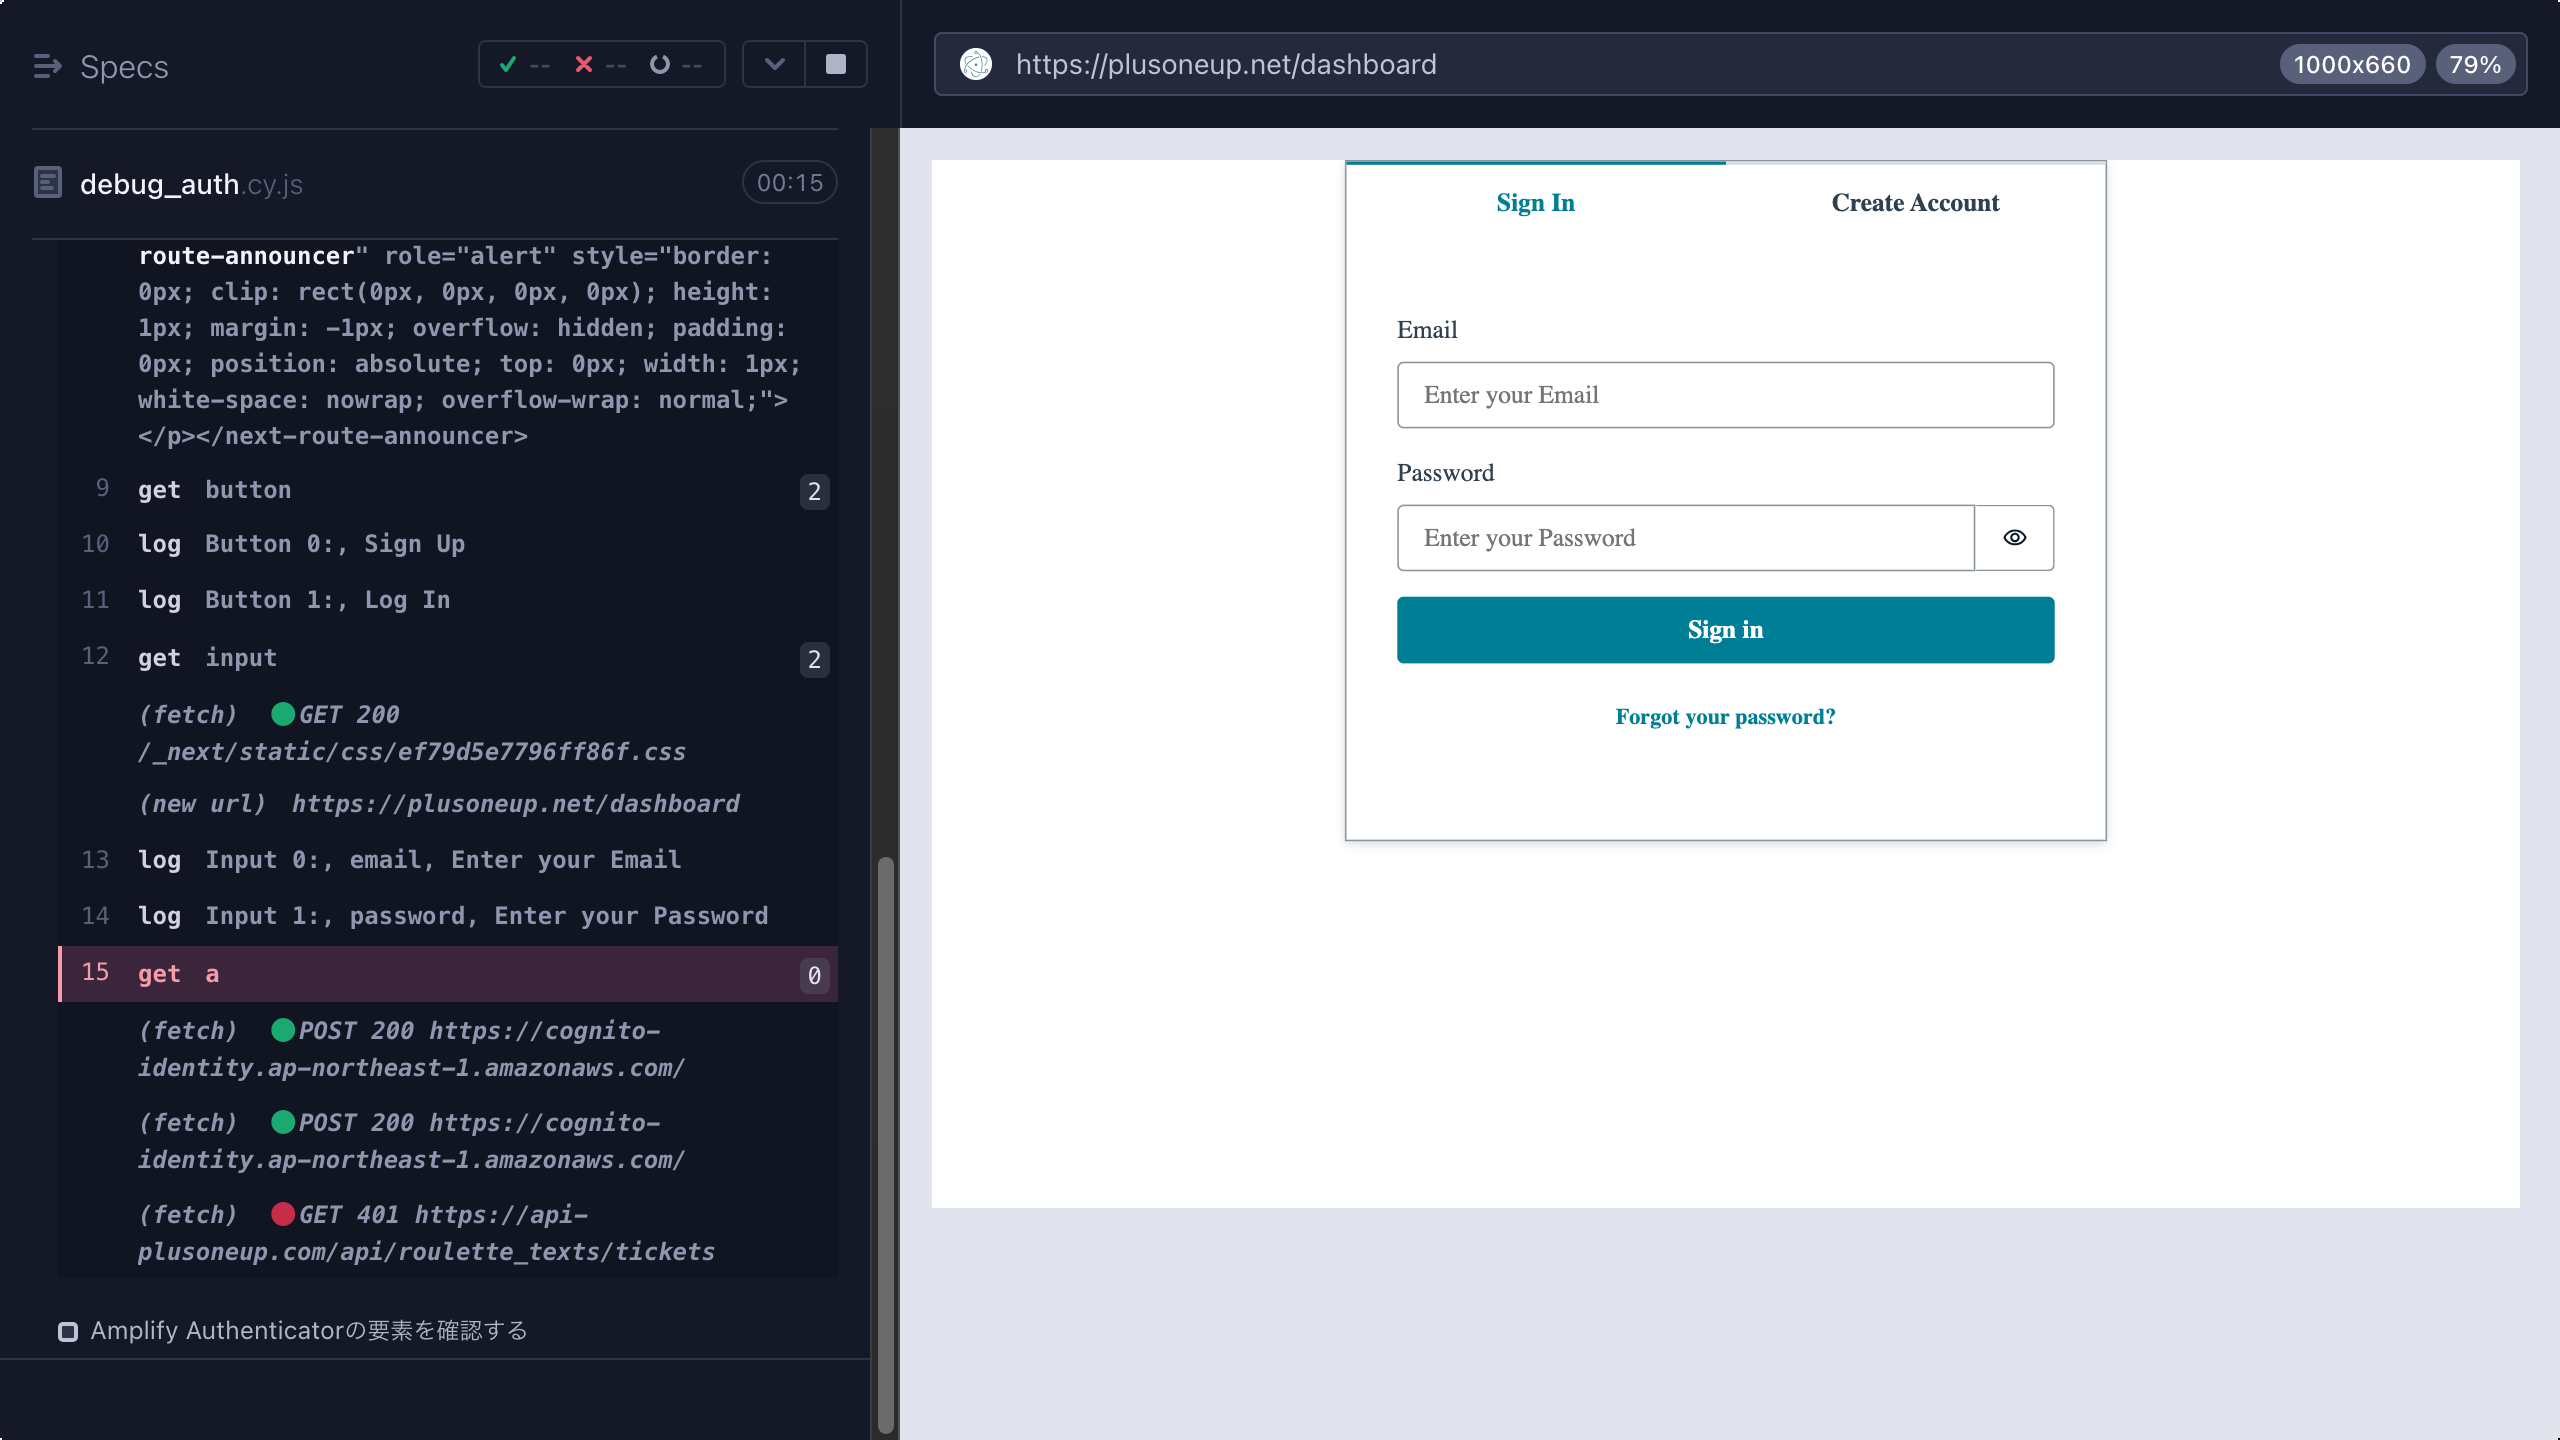 Specs
-- -- --
debug_auth.cy.js
00:15
route-announcer" role="alert" style="border:
0px; clip: rect(0px, 0px, 0px, 0px); height:
1px; margin: -1px; overflow: hidden; padding:
0px; position: absolute; top: 0px; width: 1px;
white-space: nowrap; overflow-wrap: normal;">
</p></next-route-announcer>
9 get button 2
10 log Button 0:, Sign Up
11 log Button 1:, Log In
12 get input 2
(fetch) GET 200
/_next/static/css/ef79d5e7796ff86f.css
(new url) https://plusoneup.net/dashboard
13 log Input 0:, email, Enter your Email
14 log Input 1:, password, Enter your Password
15 get a 0
(fetch) POST 200 https://cognito-
identity.ap-northeast-1.amazonaws.com/
(fetch) POST 200 https://cognito-
identity.ap-northeast-1.amazonaws.com/
(fetch) GET 401 https://api-
plusoneup.com/api/roulette_texts/tickets
Amplify Authenticatorの要素を確認する
https://plusoneup.net/dashboard
1000x660 79%
Sign In
Create Account
Email
Enter your Email
Password
Enter your Password
Sign in
Forgot your password?